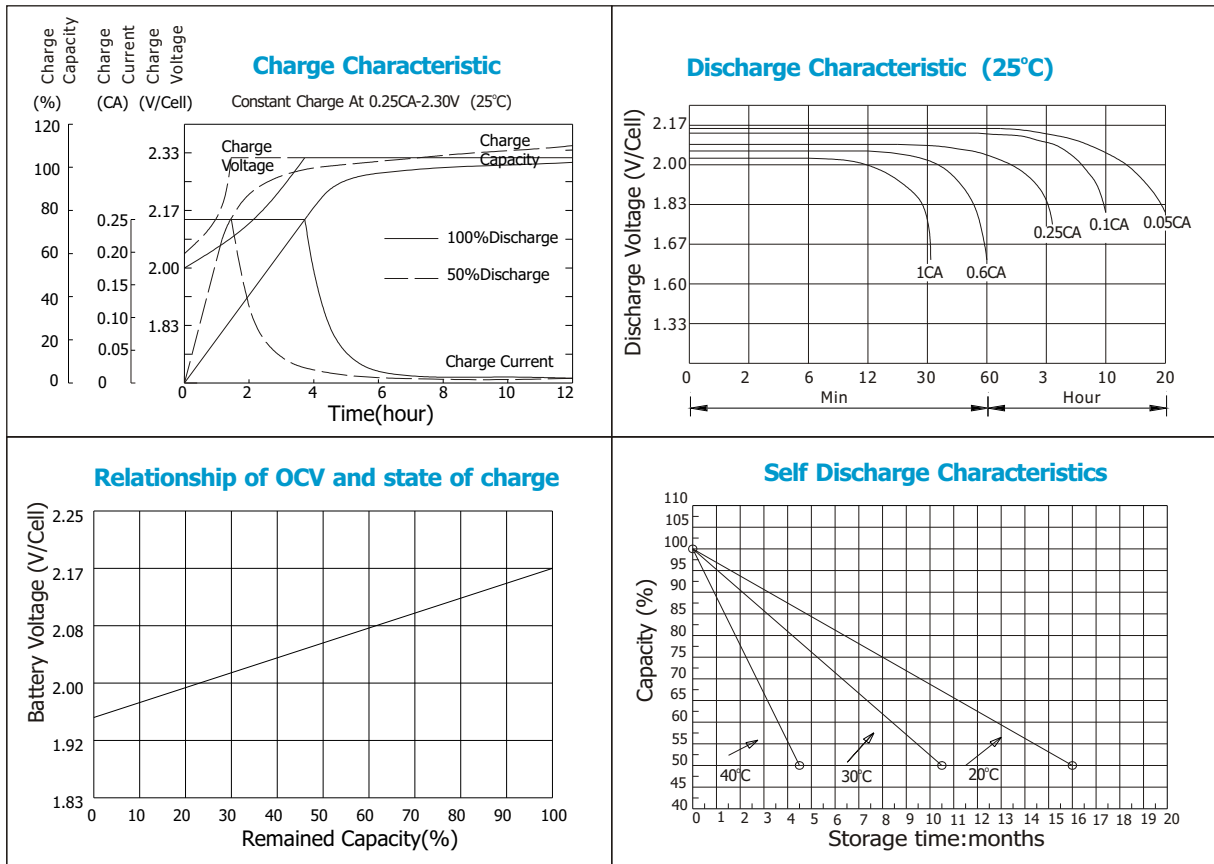 Charge Capacity
Charge Current
Charge Voltage
(%) (CA) (V/Cell)
Charge Characteristic
Constant Charge At 0.25CA-2.30V (25°C)
120
100
80
60
40
20
0
0.25
0.20
0.15
0.10
0.05
0
2.33
2.17
2.00
1.83
Charge Voltage
Charge Capacity
100%Discharge
50%Discharge
Charge Current
0 2 4 6 8 10 12
Time(hour)
Discharge Characteristic (25°C)
Discharge Voltage (V/Cell)
2.17
2.00
1.83
1.67
1.60
1.33
1CA 0.6CA 0.25CA 0.1CA 0.05CA
0 2 6 12 30 60 3 10 20
Min Hour
Relationship of OCV and state of charge
Battery Voltage (V/Cell)
2.25
2.17
2.08
2.00
1.92
1.83
0 10 20 30 40 50 60 70 80 90 100
Remained Capacity(%)
Self Discharge Characteristics
Capacity (%)
110
105
100
95
90
85
80
75
70
65
60
55
50
45
40
40°C 30°C 20°C
0 1 2 3 4 5 6 7 8 9 10 11 12 13 14 15 16 17 18 19 20
Storage time:months